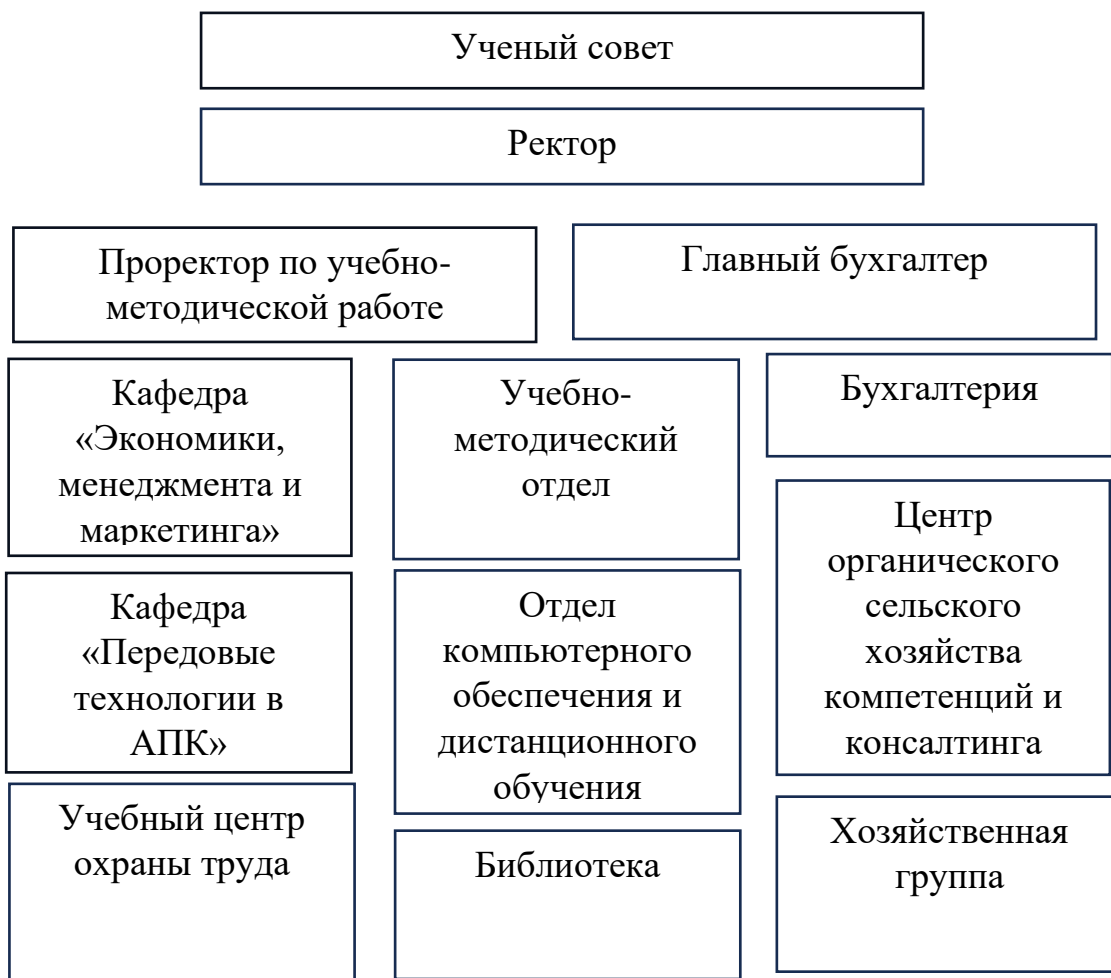 Ученый совет
Ректор
Проректор по учебно-
методической работе
Главный бухгалтер
Кафедра
«Экономики,
менеджмента и
маркетинга»
Учебно-
методический
отдел
Бухгалтерия
Кафедра
«Передовые
технологии в
АПК»
Отдел
компьютерного
обеспечения и
дистанционного
обучения
Центр
органического
сельского
хозяйства
компетенций и
консалтинга
Учебный центр
охраны труда
Библиотека
Хозяйственная
группа